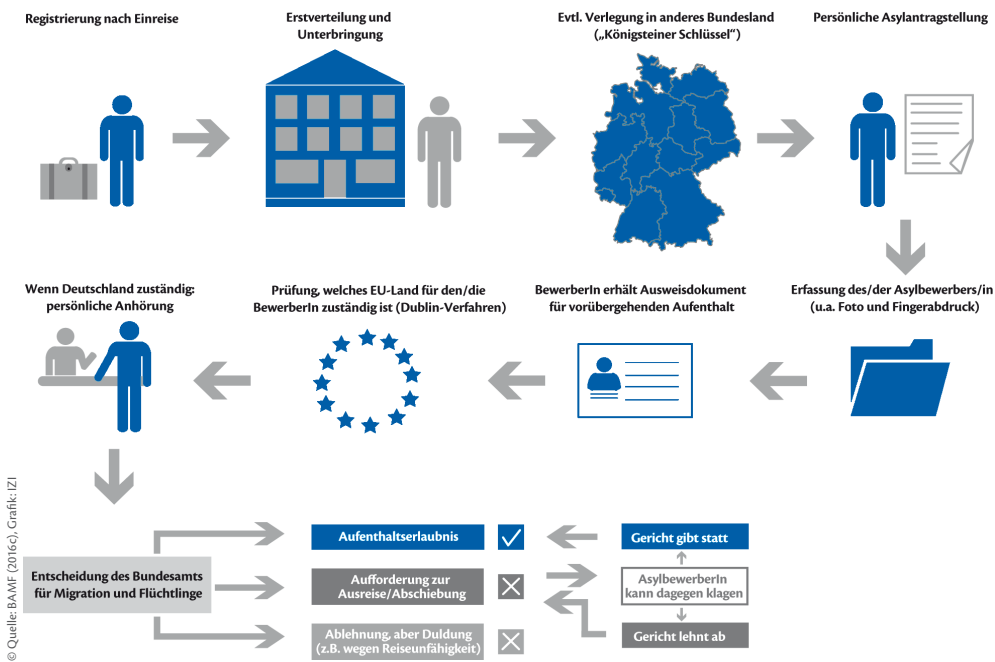 Registrierung nach Einreise
Erstverteilung und
Unterbringung
Evtl. Verlegung in anderes Bundesland
(„Königsteiner Schlüssel“)
Persönliche Asylantragstellung
Wenn Deutschland zuständig:
persönliche Anhörung
Prüfung, welches EU-Land für den/die
BewerberIn zuständig ist (Dublin-Verfahren)
BewerberIn erhält Ausweisdokument
für vorübergehenden Aufenthalt
Erfassung des/der Asylbewerbers/in
(u.a. Foto und Fingerabdruck)
Entscheidung des Bundesamts
für Migration und Flüchtlinge
Aufenthaltserlaubnis
Aufforderung zur
Ausreise/Abschiebung
Ablehnung, aber Duldung
(z.B. wegen Reiseunfähigkeit)
Gericht gibt statt
AsylbewerberIn
kann dagegen klagen
Gericht lehnt ab
© Quelle: BAMF (2016c), Grafik: IZI